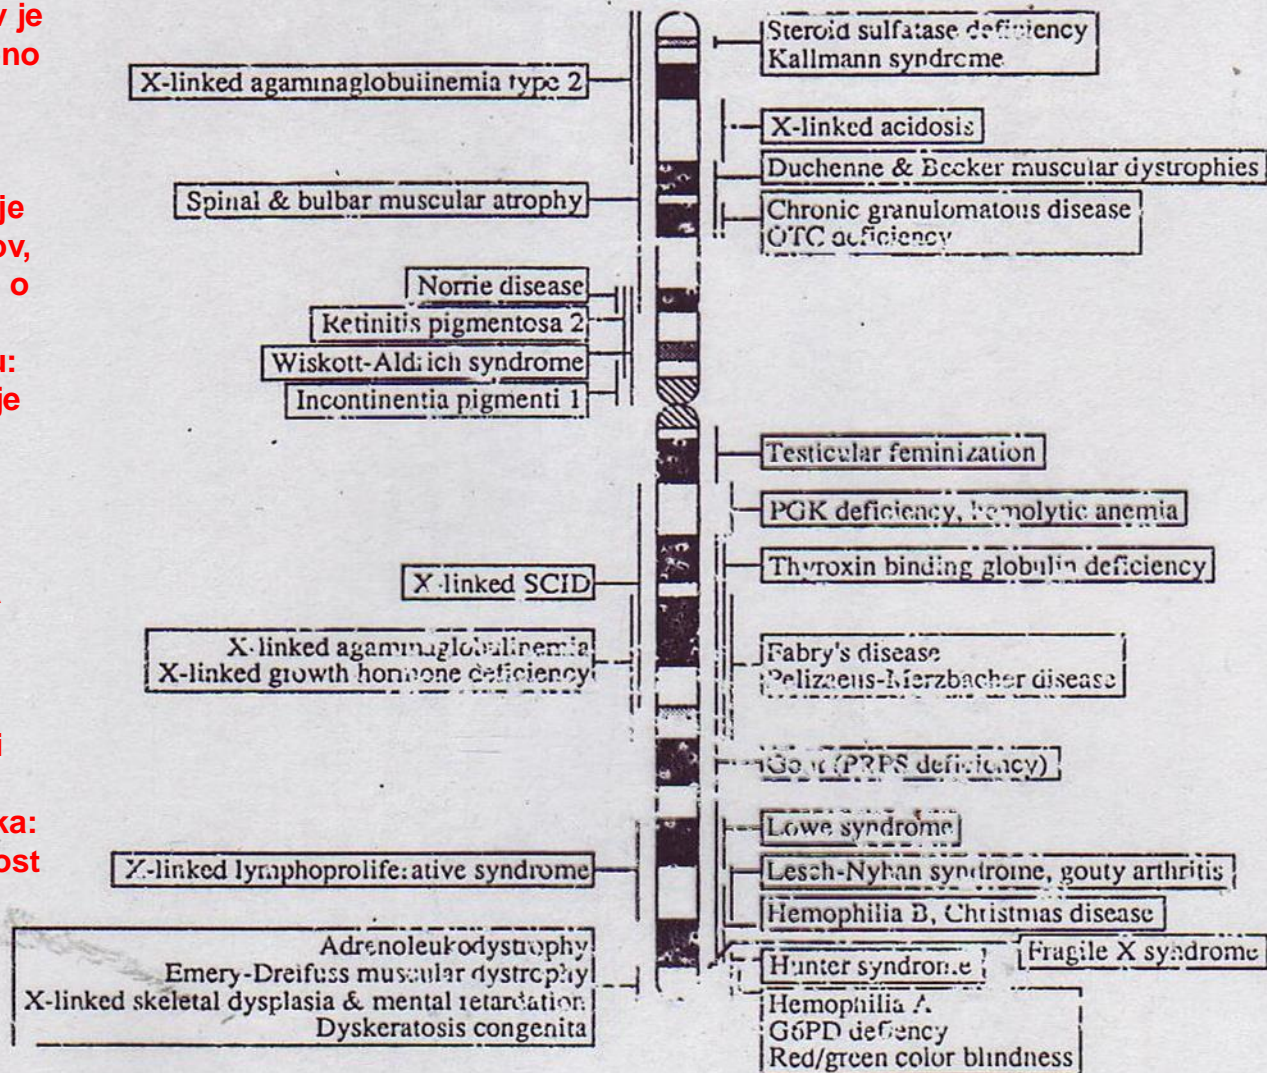 v je
no
je
ov,
o
u:
je
i
ka:
ost
X-linked agammaglobulinemia type 2
Spinal & bulbar muscular atrophy
Norrie disease
Retinitis pigmentosa 2
Wiskott-Aldrich syndrome
Incontinentia pigmenti 1
X-linked SCID
X-linked agammaglobulinemia
X-linked growth hormone deficiency
X-linked lymphoproliferative syndrome
Adrenoleukodystrophy
Emery-Dreifuss muscular dystrophy
X-linked skeletal dysplasia & mental retardation
Dyskeratosis congenita
Steroid sulfatase deficiency
Kallmann syndrome
X-linked acidosis
Duchenne & Becker muscular dystrophies
Chronic granulomatous disease
OTC deficiency
Testicular feminization
PGK deficiency, hemolytic anemia
Thyroxin binding globulin deficiency
Fabry's disease
Pelizaeus-Merzbacher disease
Gout (PRPS deficiency)
Lowe syndrome
Lesch-Nyhan syndrome, gouty arthritis
Hemophilia B, Christmas disease
Fragile X syndrome
Hunter syndrome
Hemophilia A
G6PD defiency
Red/green color blindness